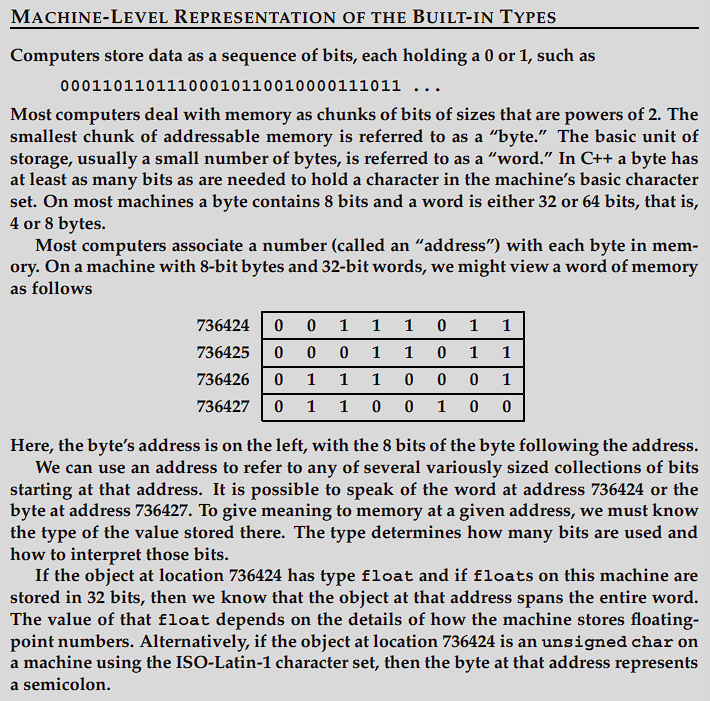 MACHINE-LEVEL REPRESENTATION OF THE BUILT-IN TYPES
Computers store data as a sequence of bits, each holding a 0 or 1, such as
00011011011100010110010000111011 ...
Most computers deal with memory as chunks of bits of sizes that are powers of 2. The
smallest chunk of addressable memory is referred to as a “byte.” The basic unit of
storage, usually a small number of bytes, is referred to as a “word.” In C++ a byte has
at least as many bits as are needed to hold a character in the machine’s basic character
set. On most machines a byte contains 8 bits and a word is either 32 or 64 bits, that is,
4 or 8 bytes.
Most computers associate a number (called an “address”) with each byte in mem-
ory. On a machine with 8-bit bytes and 32-bit words, we might view a word of memory
as follows
736424 0 0 1 1 1 0 1 1
736425 0 0 0 1 1 0 1 1
736426 0 1 1 1 0 0 0 1
736427 0 1 1 0 0 1 0 0
Here, the byte’s address is on the left, with the 8 bits of the byte following the address.
We can use an address to refer to any of several variously sized collections of bits
starting at that address. It is possible to speak of the word at address 736424 or the
byte at address 736427. To give meaning to memory at a given address, we must know
the type of the value stored there. The type determines how many bits are used and
how to interpret those bits.
If the object at location 736424 has type float and if floats on this machine are
stored in 32 bits, then we know that the object at that address spans the entire word.
The value of that float depends on the details of how the machine stores floating-
point numbers. Alternatively, if the object at location 736424 is an unsigned char on
a machine using the ISO-Latin-1 character set, then the byte at that address represents
a semicolon.